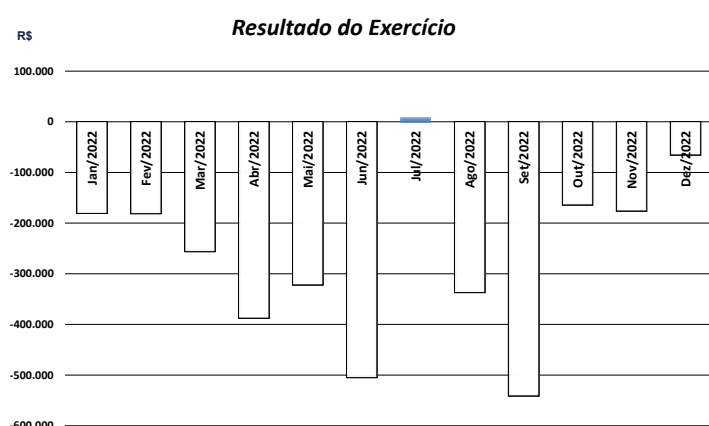 Resultado do Exercício
R$
100.000
0
-100.000
-200.000
-300.000
-400.000
-500.000
-600.000
Jan/2022
Fev/2022
Mar/2022
Abr/2022
Mai/2022
Jun/2022
Jul/2022
Ago/2022
Set/2022
Out/2022
Nov/2022
Dez/2022